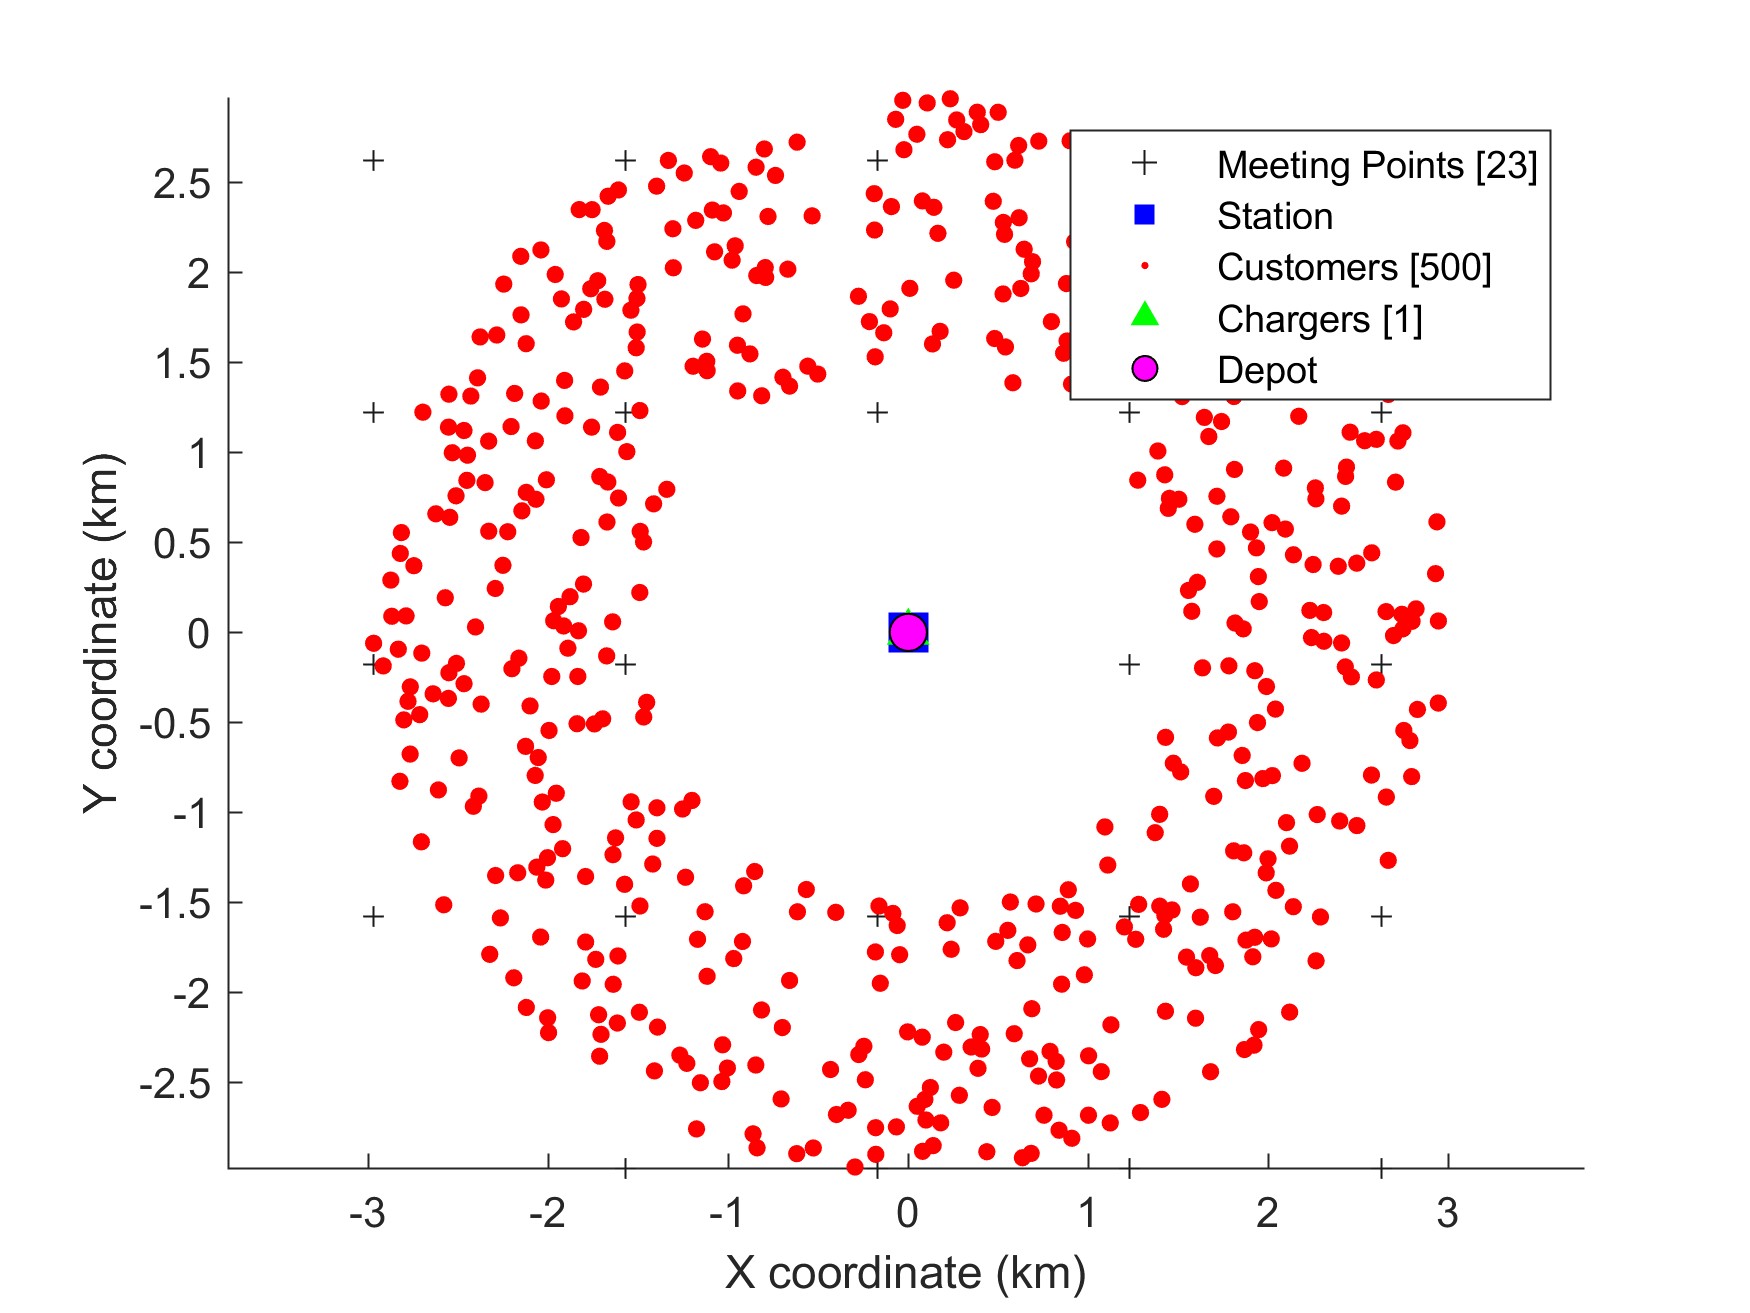 Meeting Points [23]
Station
Customers [500]
Chargers [1]
Depot
2.5
2
1.5
1
0.5
0
-0.5
-1
-1.5
-2
-2.5
Y coordinate (km)
-3 -2 -1 0 1 2 3
X coordinate (km)